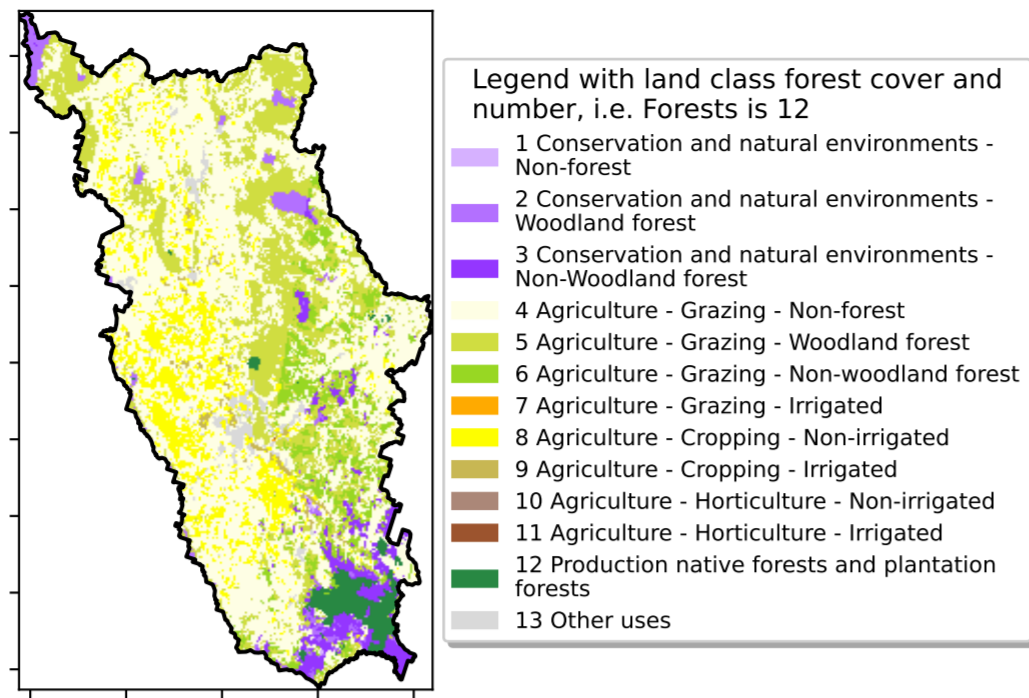 Legend with land class forest cover and
number, i.e. Forests is 12
1 Conservation and natural environments -
Non-forest
2 Conservation and natural environments -
Woodland forest
3 Conservation and natural environments -
Non-Woodland forest
4 Agriculture - Grazing - Non-forest
5 Agriculture - Grazing - Woodland forest
6 Agriculture - Grazing - Non-woodland forest
7 Agriculture - Grazing - Irrigated
8 Agriculture - Cropping - Non-irrigated
9 Agriculture - Cropping - Irrigated
10 Agriculture - Horticulture - Non-irrigated
11 Agriculture - Horticulture - Irrigated
12 Production native forests and plantation
forests
13 Other uses